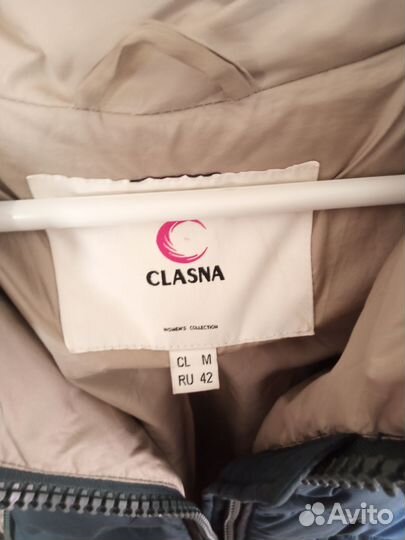 CLASNA
WOMEN'S COLLECTION
CL M
RU 42
Avito